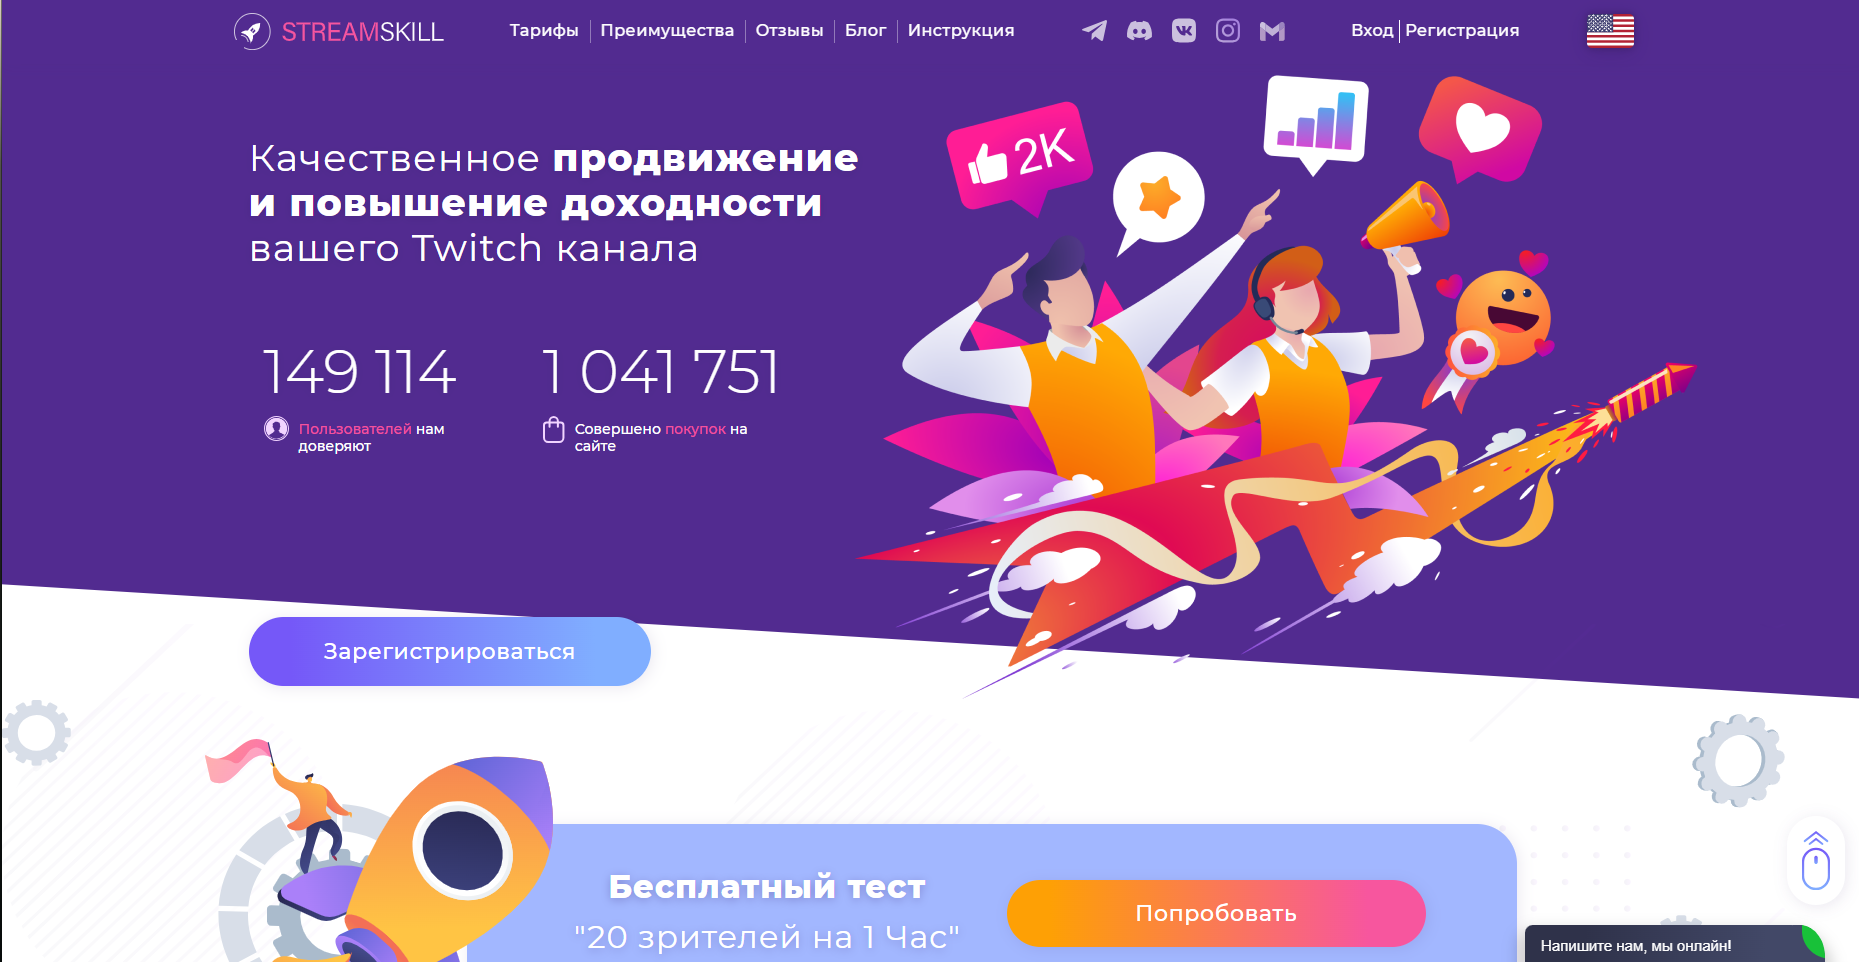 STREAMSKILL
Тарифы
Преимущества
Отзывы
Блог
Инструкция
Вход
Регистрация
Качественное продвижение
и повышение доходности
вашего Twitch канала
2K
149 114
Пользователей нам
доверяют
1 041 751
Совершено покупок на
сайте
Зарегистрироваться
Бесплатный тест
"20 зрителей на 1 Час"
Попробовать
Напишите нам, мы онлайн!